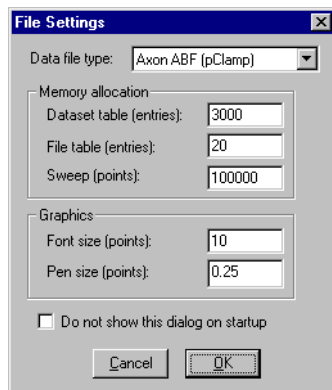 File Settings
Data file type: Axon ABF (pClamp)
Memory allocation
Dataset table (entries): 3000
File table (entries): 20
Sweep (points): 100000
Graphics
Font size (points): 10
Pen size (points): 0.25
Do not show this dialog on startup
Cancel OK